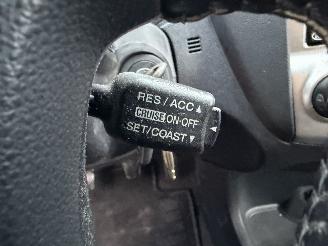 RES/ACC▲
CRUISE ON-OFF
SET/COAST▼